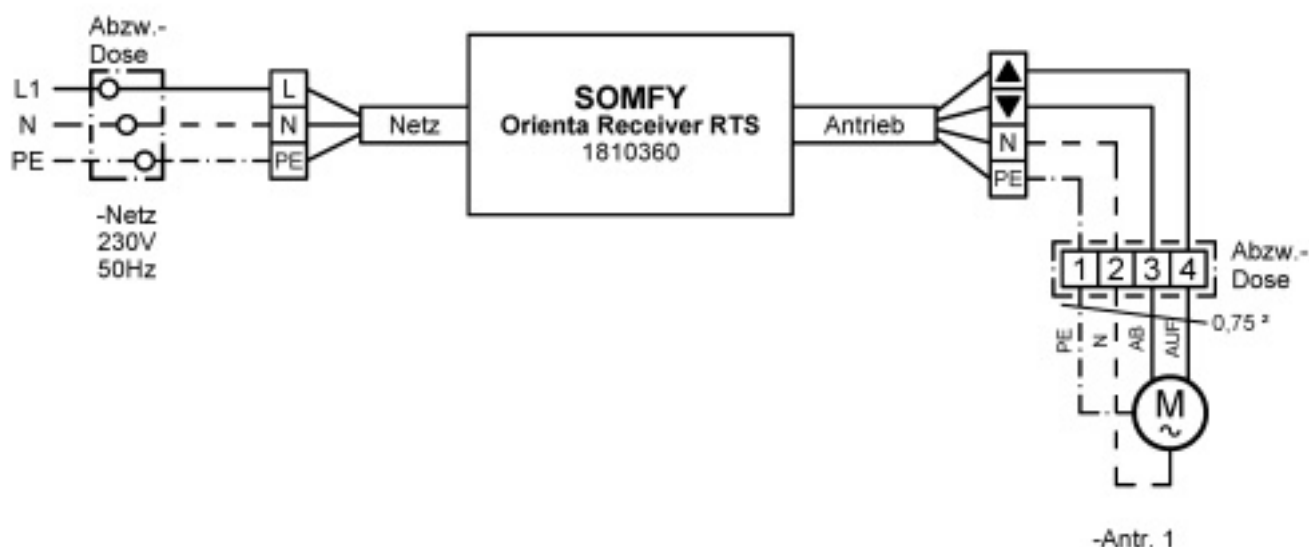 Abzw.-
Dose
L1
N
PE
L
N
PE
Netz
SOMFY
Orienta Receiver RTS
1810360
Antrieb
▲
▼
N
PE
-Netz
230V
50Hz
1 2 3 4
Abzw.-
Dose
0,75 ²
PE
N
AB
AUF
M
~
-Antr. 1